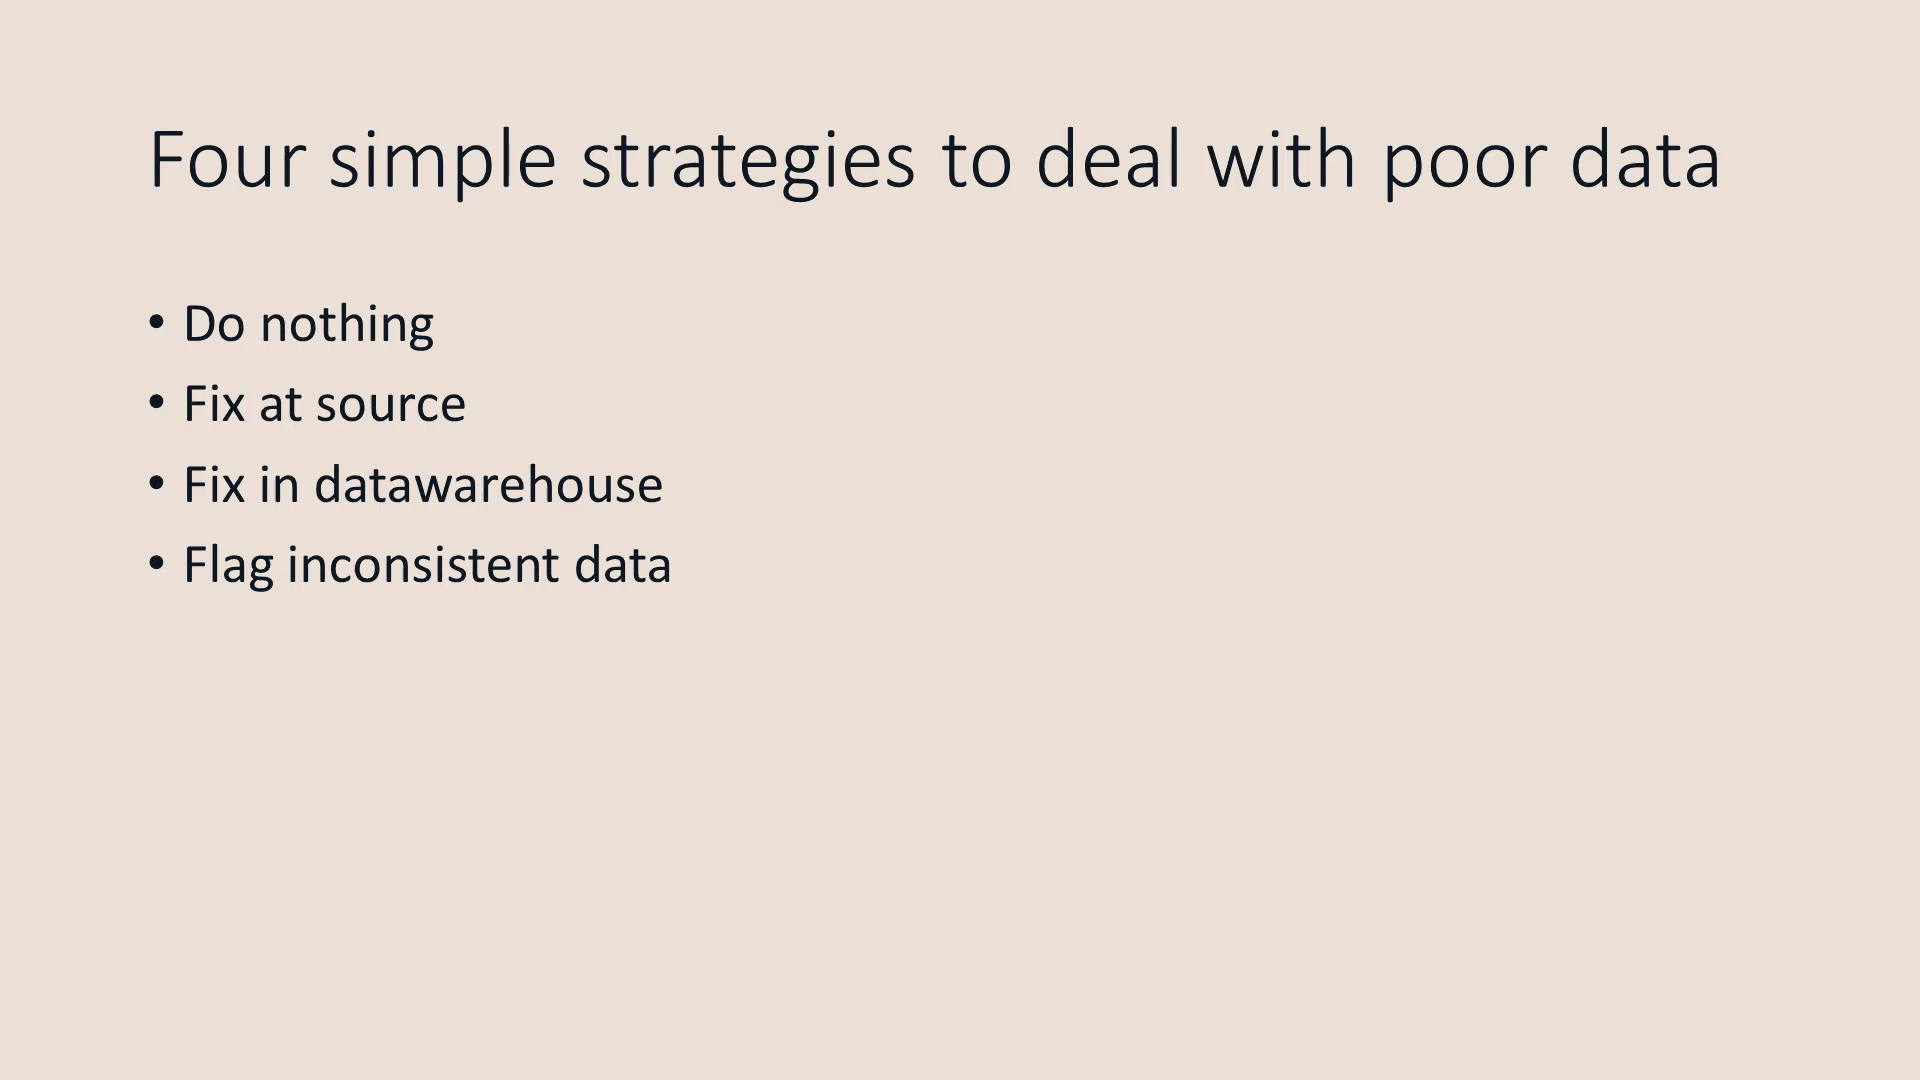 Four simple strategies to deal with poor data
• Do nothing
• Fix at source
• Fix in datawarehouse
• Flag inconsistent data